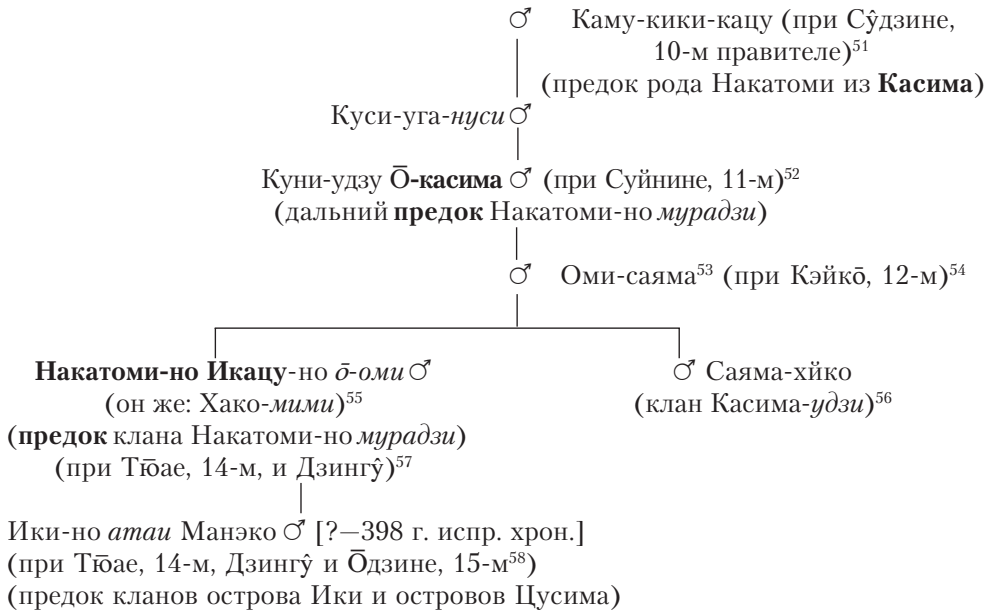 ♂ Каму-кики-кацу (при Сӯ̂дзине,
10-м правителе)⁵¹
(предок рода Накатоми из Касима)
Куси-уга-нуси ♂
Куни-удзу Ō-касима ♂ (при Суйнине, 11-м)⁵²
(дальний предок Накатоми-но мурадзи)
♂ Оми-саяма⁵³ (при Кэйкō, 12-м)⁵⁴
Накатоми-но Икацу-но ō-оми ♂
♂ Саяма-хйко
(он же: Хако-мими)⁵⁵
(клан Касима-удзи)⁵⁶
(предок клана Накатоми-но мурадзи)
(при Тю̄ае, 14-м, и Дзингу̂)⁵⁷
Ики-но атаи Манэко ♂ [?—398 г. испр. хрон.]
(при Тю̄ае, 14-м, Дзингу̂ и Ōдзине, 15-м⁵⁸)
(предок кланов острова Ики и островов Цусима)